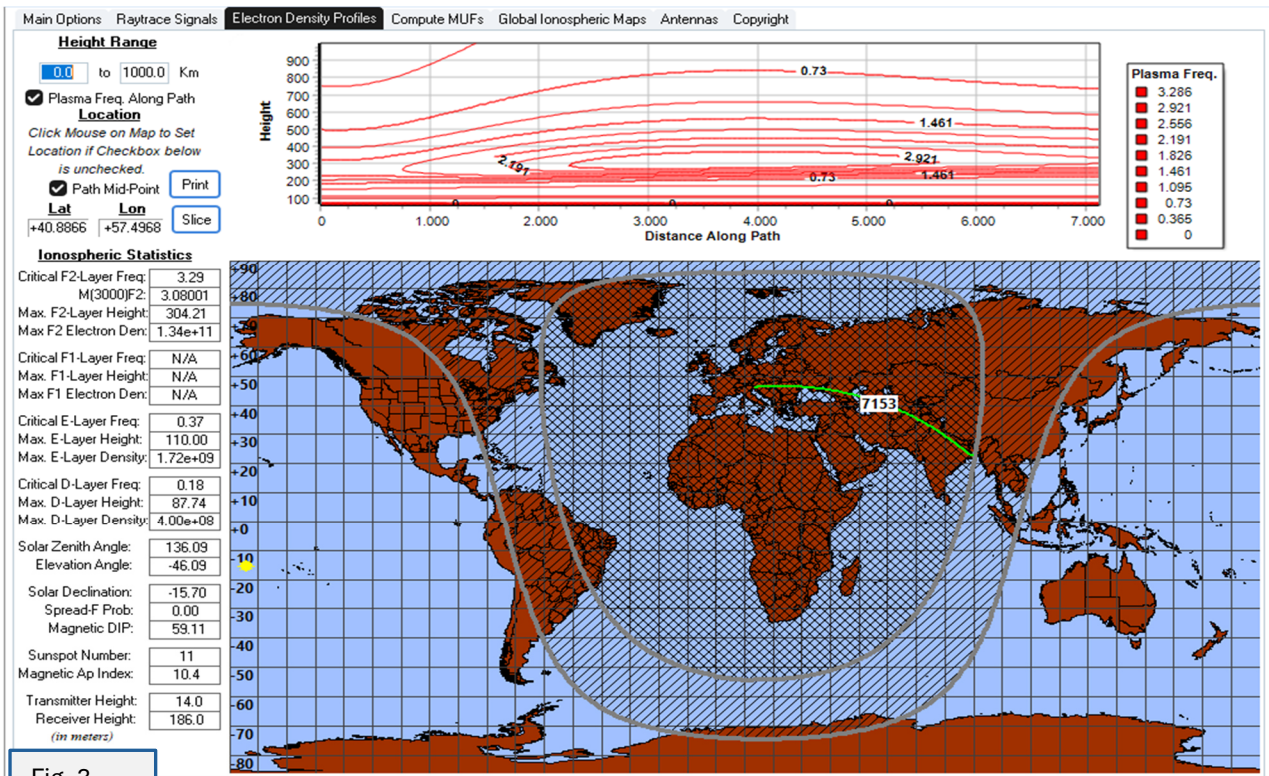 Main Options Raytrace Signals Electron Density Profiles Compute MUFs Global Ionospheric Maps Antennas Copyright
Height Range
0.0 to 1000.0 Km
Plasma Freq. Along Path
Location
Click Mouse on Map to Set
Location if Checkbox below
is unchecked.
Path Mid-Point Print
Lat Lon
+40.8866 +57.4968 Slice
Ionospheric Statistics
Critical F2-Layer Freq: 3.29
M(3000)F2: 3.08001
Max. F2-Layer Height: 304.21
Max F2 Electron Den: 1.34e+11
Critical F1-Layer Freq: N/A
Max. F1-Layer Height: N/A
Max F1 Electron Den: N/A
Critical E-Layer Freq: 0.37
Max. E-Layer Height: 110.00
Max. E-Layer Density: 1.72e+09
Critical D-Layer Freq: 0.18
Max. D-Layer Height: 87.74
Max. D-Layer Density: 4.00e+08
Solar Zenith Angle: 136.09
Elevation Angle: -46.09
Solar Declination: -15.70
Spread-F Prob: 0.00
Magnetic DIP: 59.11
Sunspot Number: 11
Magnetic Ap Index: 10.4
Transmitter Height: 14.0
Receiver Height: 186.0
(in meters)
Fig. 3
Height
900
800
700
600
500
400
300
200
100
0.73
1.461
2.191
2.921
0.73
1.461
0 0 0
0 1.000 2.000 3.000 4.000 5.000 6.000 7.000
Distance Along Path
Plasma Freq.
3.286
2.921
2.556
2.191
1.826
1.461
1.095
0.73
0.365
0
+90
+80
+60
+50
+40
+30
+20
+10
+0
-10
-20
-30
-40
-50
-60
-70
-80
7153